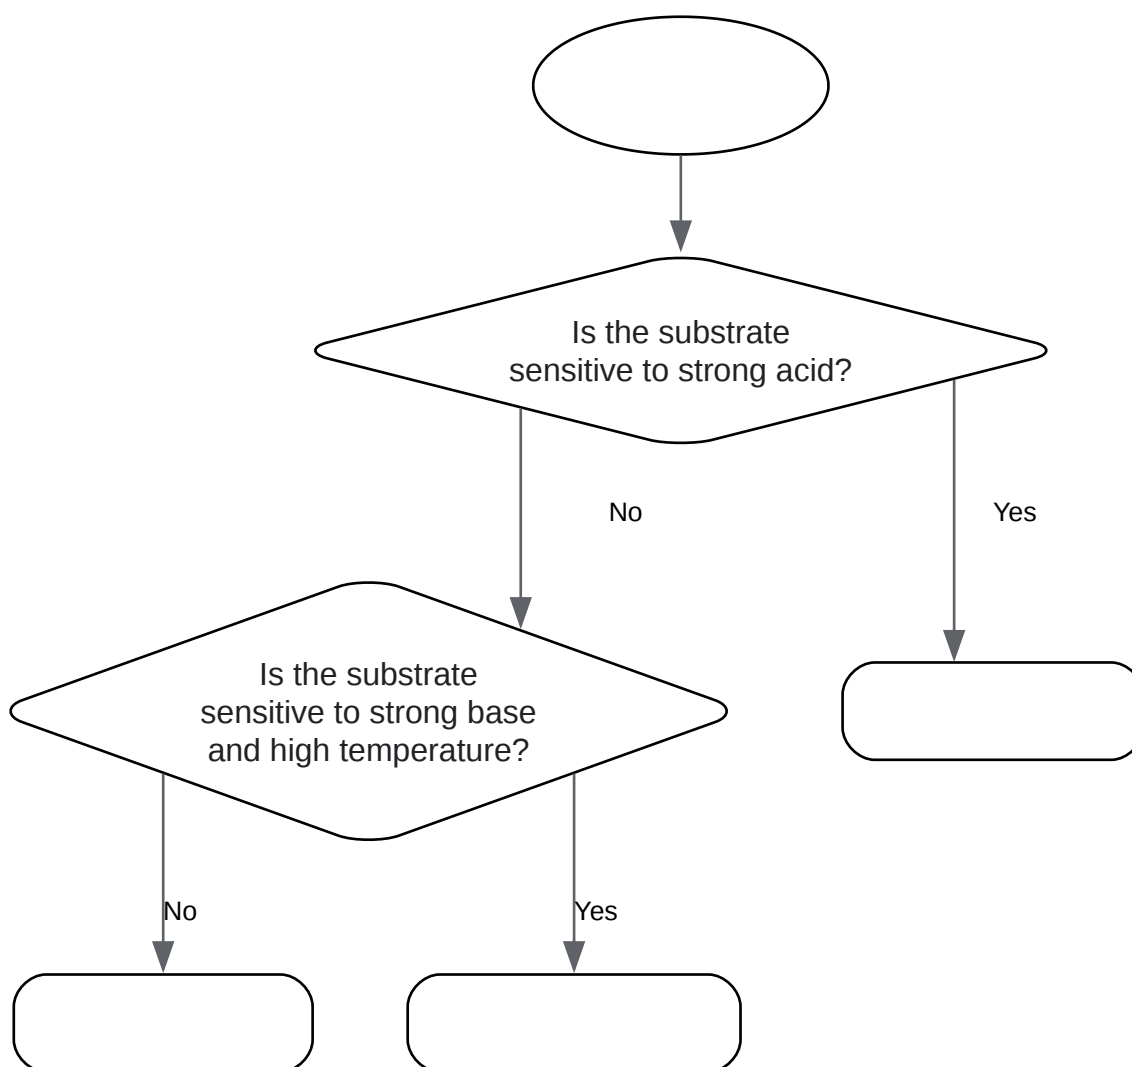 Is the substrate
sensitive to strong acid?
No
Yes
Is the substrate
sensitive to strong base
and high temperature?
No
Yes